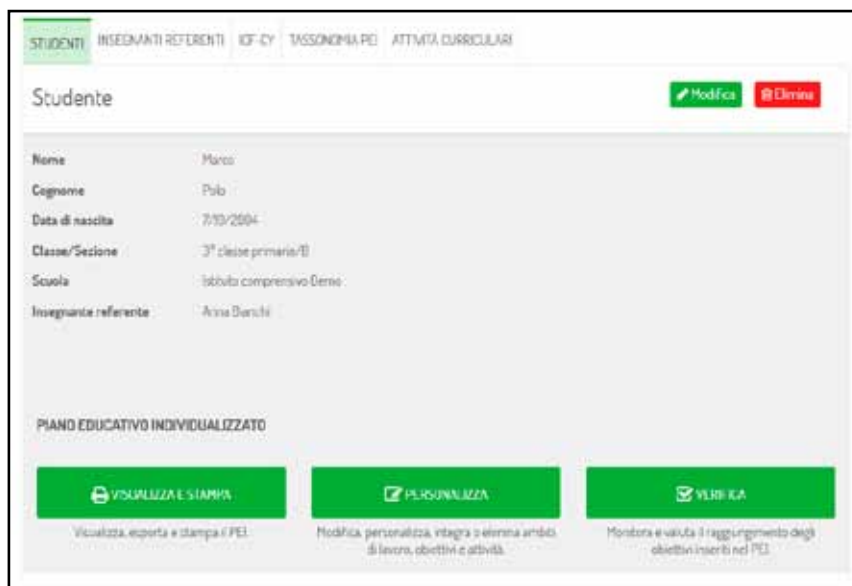 STUDENTI INSEGNANTI REFERENTI ICF-CY TASSONOMIA PEI ATTIVITÀ CURRICULARI
Studente
Modifica Elimina
Nome Marco
Cognome Polo
Data di nascita 7/10/2004
Classe/Sezione 3ª classe primaria/B
Scuola Istituto comprensivo Demo
Insegnante referente Anna Bianchi
PIANO EDUCATIVO INDIVIDUALIZZATO
VISUALIZZA E STAMPA PERSONALIZZA VERIFICA
Visualizza, esporta e stampa il PEI. Modifica, personalizza, integra o elimina ambiti Monitora e valuta il raggiungimento degli
di lavoro, obiettivi e attività. obiettivi inseriti nel PEI.